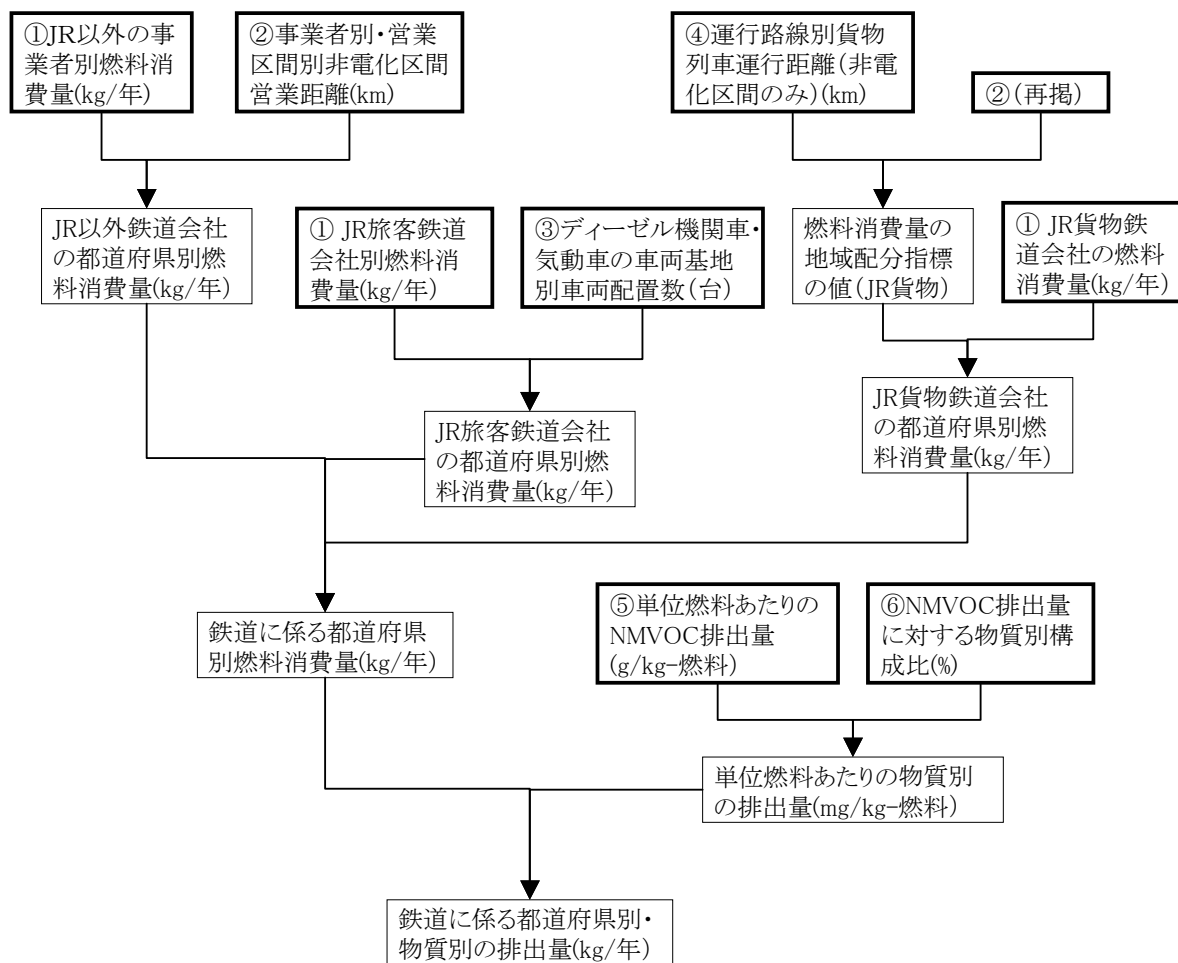 ①JR以外の事
業者別燃料消
費量(kg/年)
②事業者別・営業
区間別非電化区間
営業距離(km)
④運行路線別貨物
列車運行距離(非電
化区間のみ)(km)
②(再掲)
JR以外鉄道会社
の都道府県別燃
料消費量(kg/年)
① JR旅客鉄道
会社別燃料消
費量(kg/年)
③ディーゼル機関車・
気動車の車両基地
別車両配置数(台)
燃料消費量の
地域配分指標
の値(JR貨物)
① JR貨物鉄
道会社の燃料
消費量(kg/年)
JR旅客鉄道会社
の都道府県別燃
料消費量(kg/年)
JR貨物鉄道会社
の都道府県別燃
料消費量(kg/年)
鉄道に係る都道府県
別燃料消費量(kg/年)
⑤単位燃料あたりの
NMVOC排出量
(g/kg-燃料)
⑥NMVOC排出量
に対する物質別構
成比(%)
単位燃料あたりの物質別
の排出量(mg/kg-燃料)
鉄道に係る都道府県別・
物質別の排出量(kg/年)